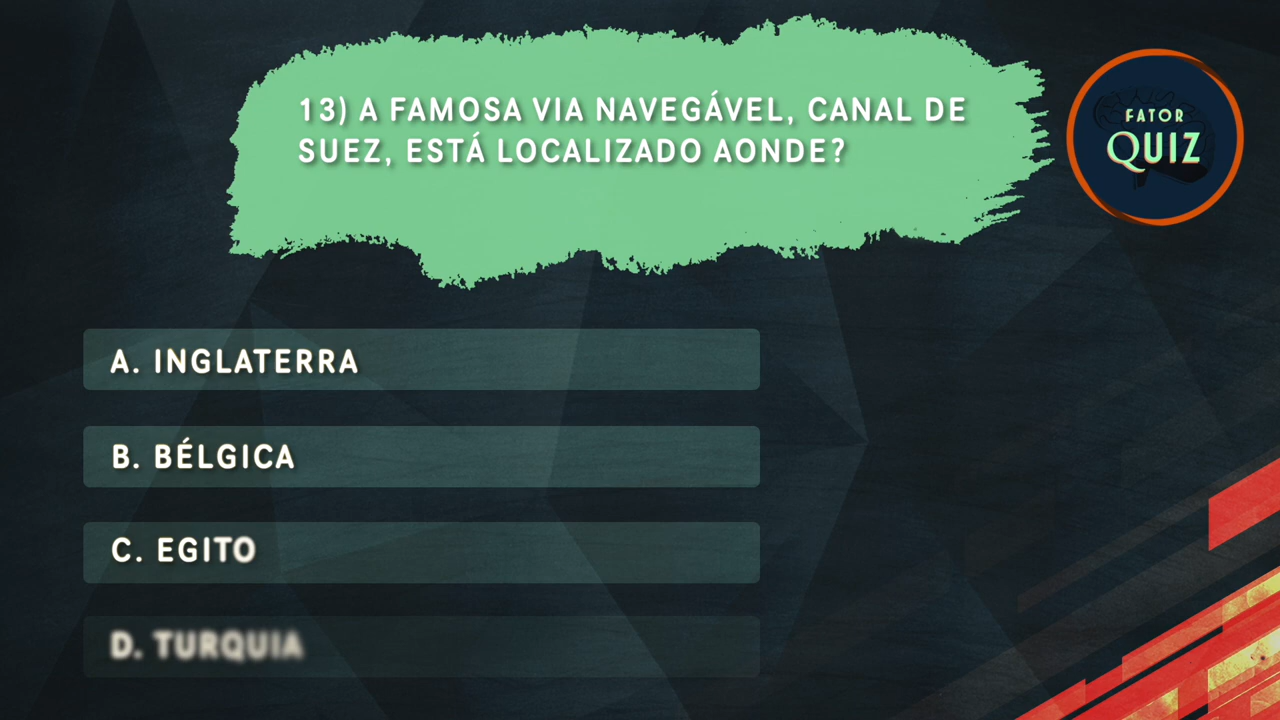 13) A FAMOSA VIA NAVEGÁVEL, CANAL DE
SUEZ, ESTÁ LOCALIZADO AONDE?
FATOR
QUIZ
A. INGLATERRA
B. BÉLGICA
C. EGITO
D. TURQUIA